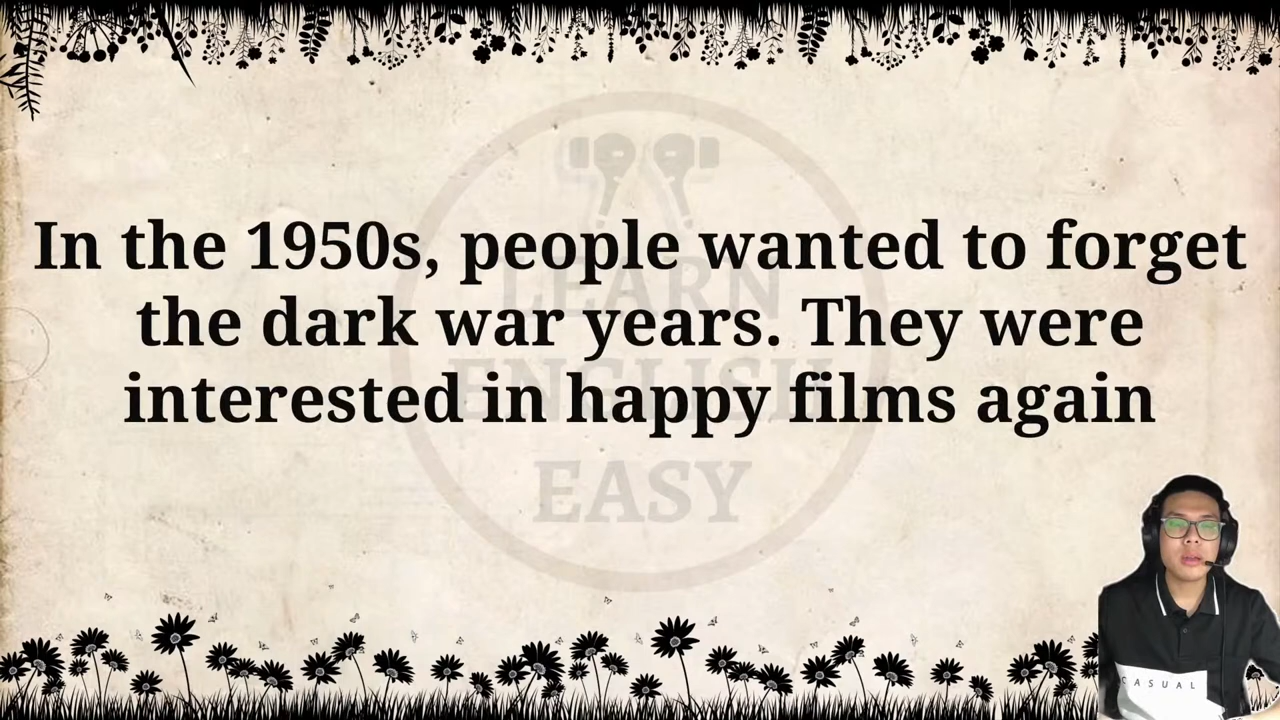 In the 1950s, people wanted to forget
the dark war years. They were
interested in happy films again
LEARN
ENGLISH
EASY
CASUAL